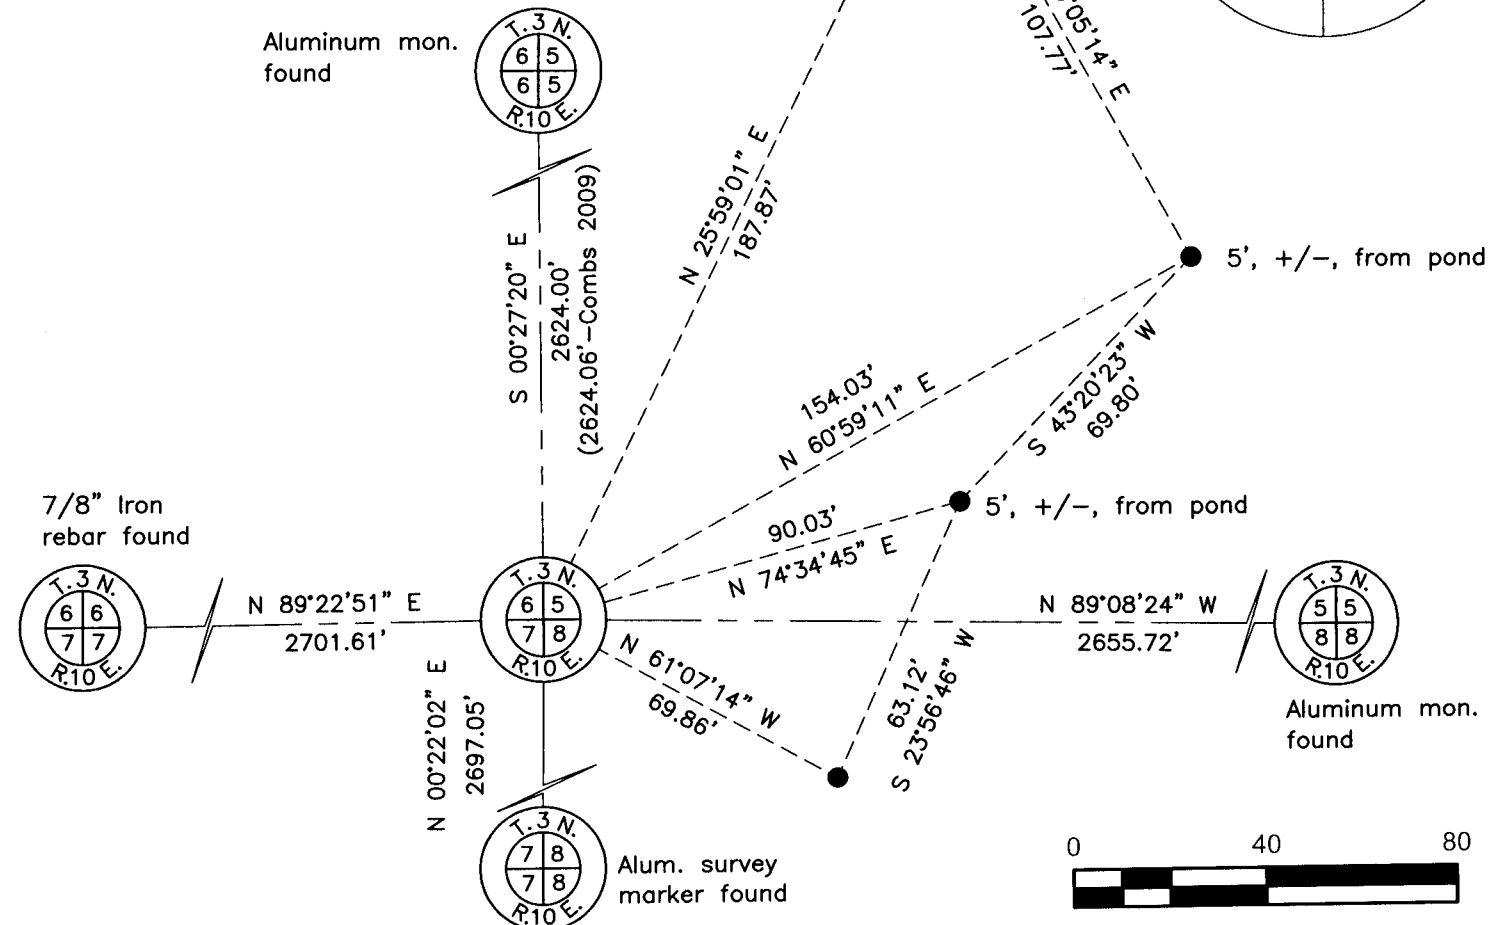 Aluminum mon.
found
T. 3 N.
6 5
6 5
R.10 E.
S 00°27'20" E
2624.00'
(2624.06'-Combs 2009)
N 25°59'01" E
187.87'
°05'14" E
107.77'
5', +/-, from pond
154.03'
N 60°59'11" E
S 43°20'23" W
69.80'
5', +/-, from pond
90.03'
N 74°34'45" E
7/8" Iron
rebar found
T. 3 N.
6 6
7 7
R.10 E.
N 89°22'51" E
2701.61'
T. 3 N.
6 5
7 8
R.10 E.
N 89°08'24" W
2655.72'
T. 3 N.
5 5
8 8
R.10 E.
Aluminum mon.
found
N 61°07'14" W
69.86'
63.12'
S 23°56'46" W
N 00°22'02" E
2697.05'
T. 3 N.
7 8
7 8
R.10 E.
Alum. survey
marker found
0 40 80